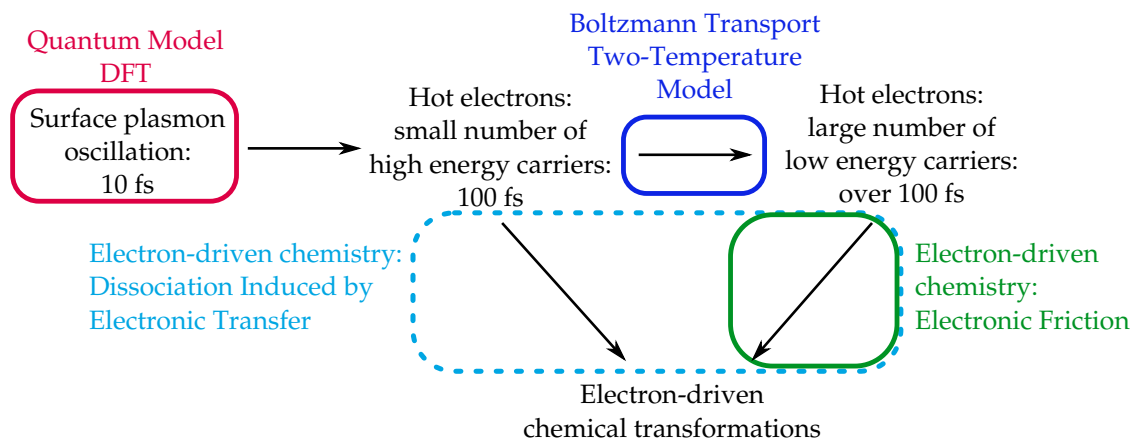 Quantum Model
DFT
Surface plasmon
oscillation:
10 fs
Hot electrons:
small number of
high energy carriers:
100 fs
Boltzmann Transport
Two-Temperature
Model
Hot electrons:
large number of
low energy carriers:
over 100 fs
Electron-driven chemistry:
Dissociation Induced by
Electronic Transfer
Electron-driven
chemistry:
Electronic Friction
Electron-driven
chemical transformations